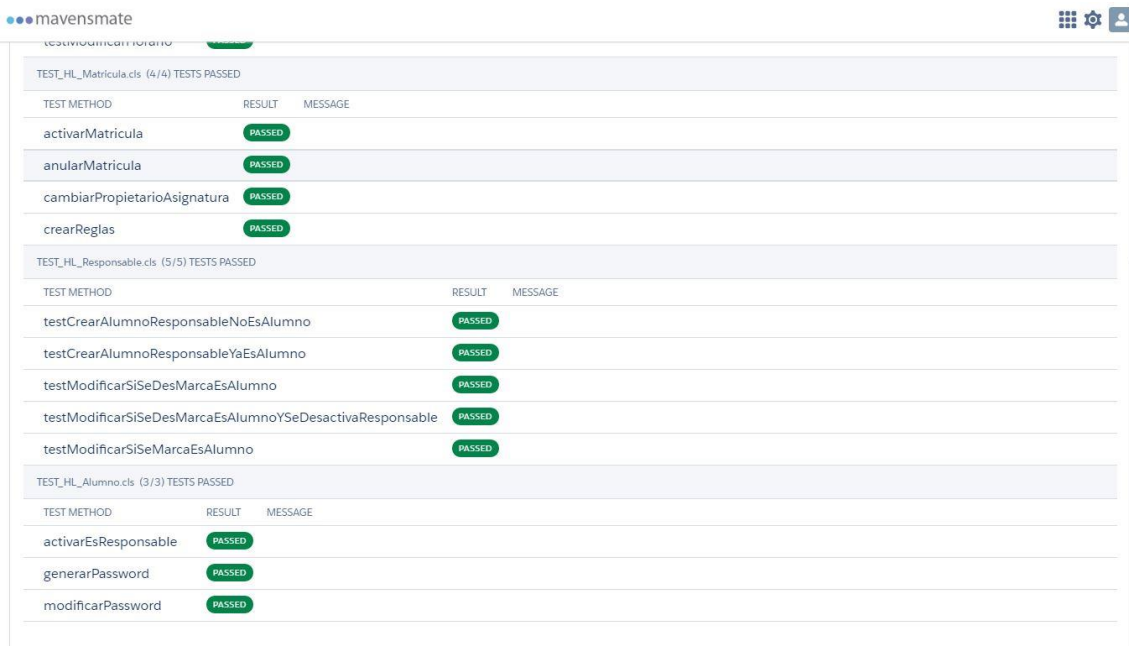 mavensmate
testModificarHorario PASSED
TEST_HL_Matricula.cls (4/4) TESTS PASSED
TEST METHOD RESULT MESSAGE
activarMatricula PASSED
anularMatricula PASSED
cambiarPropietarioAsignatura PASSED
crearReglas PASSED
TEST_HL_Responsable.cls (5/5) TESTS PASSED
TEST METHOD RESULT MESSAGE
testCrearAlumnoResponsableNoEsAlumno PASSED
testCrearAlumnoResponsableYaEsAlumno PASSED
testModificarSiSeDesMarcaEsAlumno PASSED
testModificarSiSeDesMarcaEsAlumnoYSeDesactivaResponsable PASSED
testModificarSiSeMarcaEsAlumno PASSED
TEST_HL_Alumno.cls (3/3) TESTS PASSED
TEST METHOD RESULT MESSAGE
activarEsResponsable PASSED
generarPassword PASSED
modificarPassword PASSED